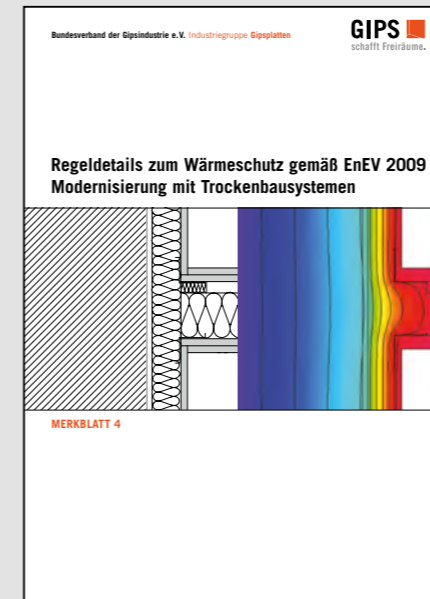 Bundesverband der Gipsindustrie e.V. Industriegruppe Gipsplatten
GIPS
schafft Freiräume.
Regeldetails zum Wärmeschutz gemäß EnEV 2009
Modernisierung mit Trockenbausystemen
MERKBLATT 4